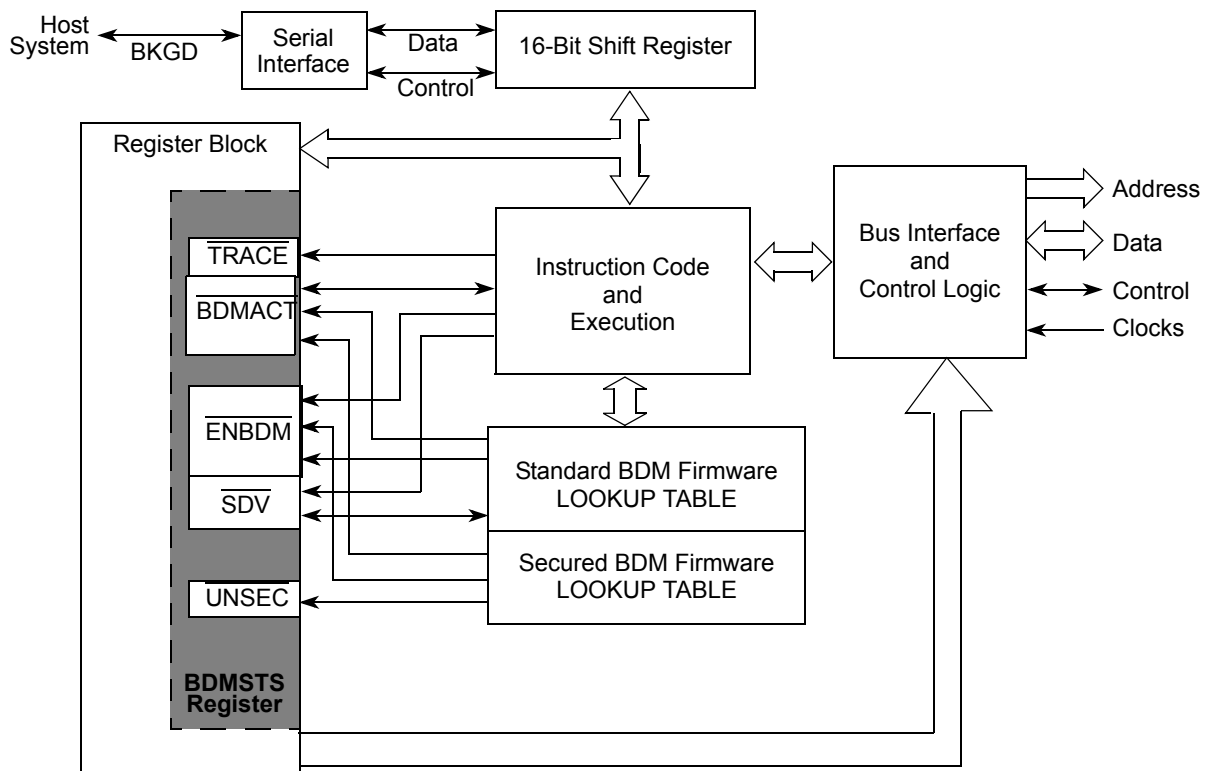 Host
System
BKGD
Serial
Interface
Data
Control
16-Bit Shift Register
Register Block
TRACE
BDMACT
ENBDM
SDV
UNSEC
BDMSTS
Register
Instruction Code
and
Execution
Standard BDM Firmware
LOOKUP TABLE
Secured BDM Firmware
LOOKUP TABLE
Bus Interface
and
Control Logic
Address
Data
Control
Clocks